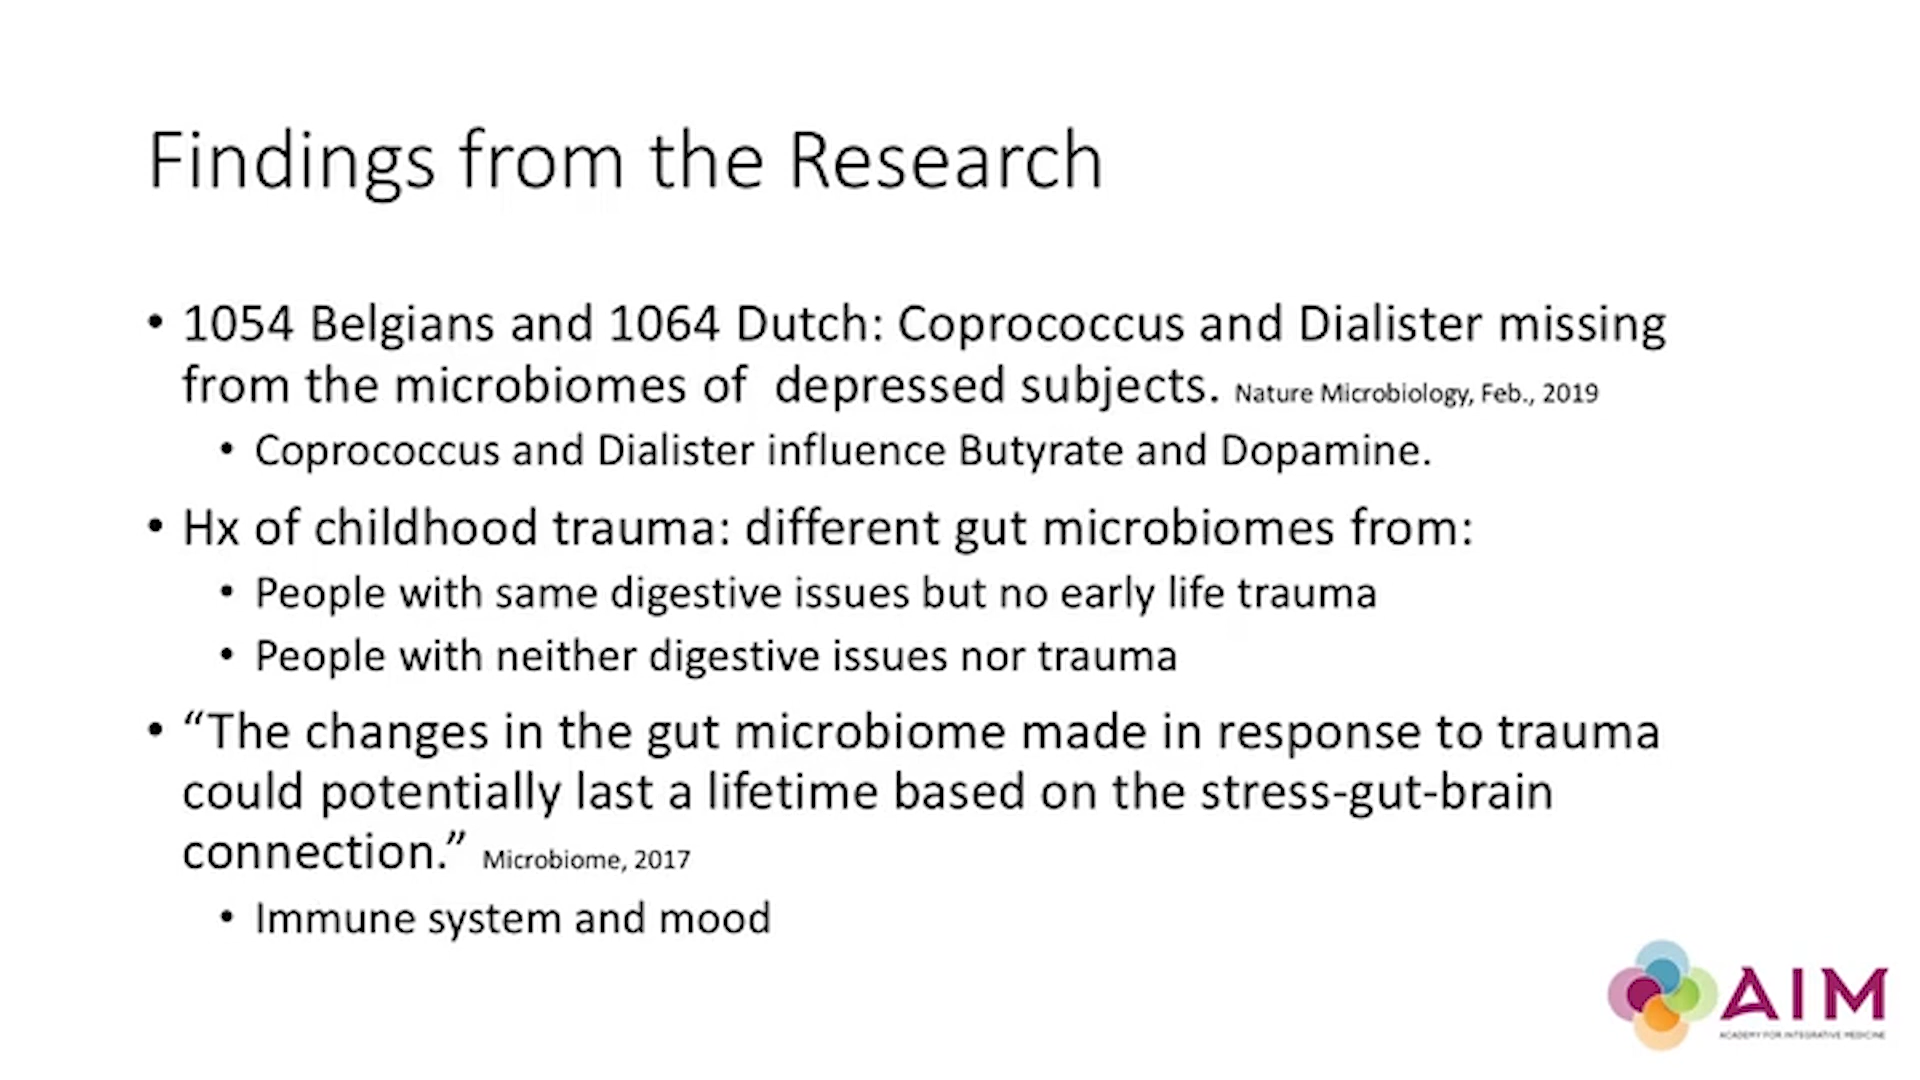 Findings from the Research
• 1054 Belgians and 1064 Dutch: Coprococcus and Dialister missing
from the microbiomes of depressed subjects. Nature Microbiology, Feb., 2019
• Coprococcus and Dialister influence Butyrate and Dopamine.
• Hx of childhood trauma: different gut microbiomes from:
• People with same digestive issues but no early life trauma
• People with neither digestive issues nor trauma
• “The changes in the gut microbiome made in response to trauma
could potentially last a lifetime based on the stress-gut-brain
connection.” Microbiome, 2017
• Immune system and mood
AIM
ACADEMY FOR INTEGRATIVE MEDICINE